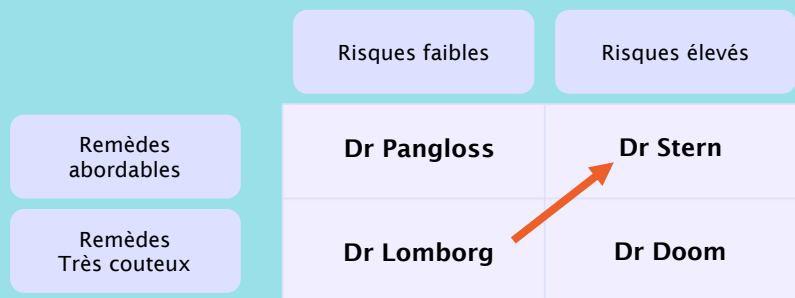 Risques faibles
Risques élevés
Remèdes
abordables
Dr Pangloss
Dr Stern
Remèdes
Très couteux
Dr Lomborg
Dr Doom